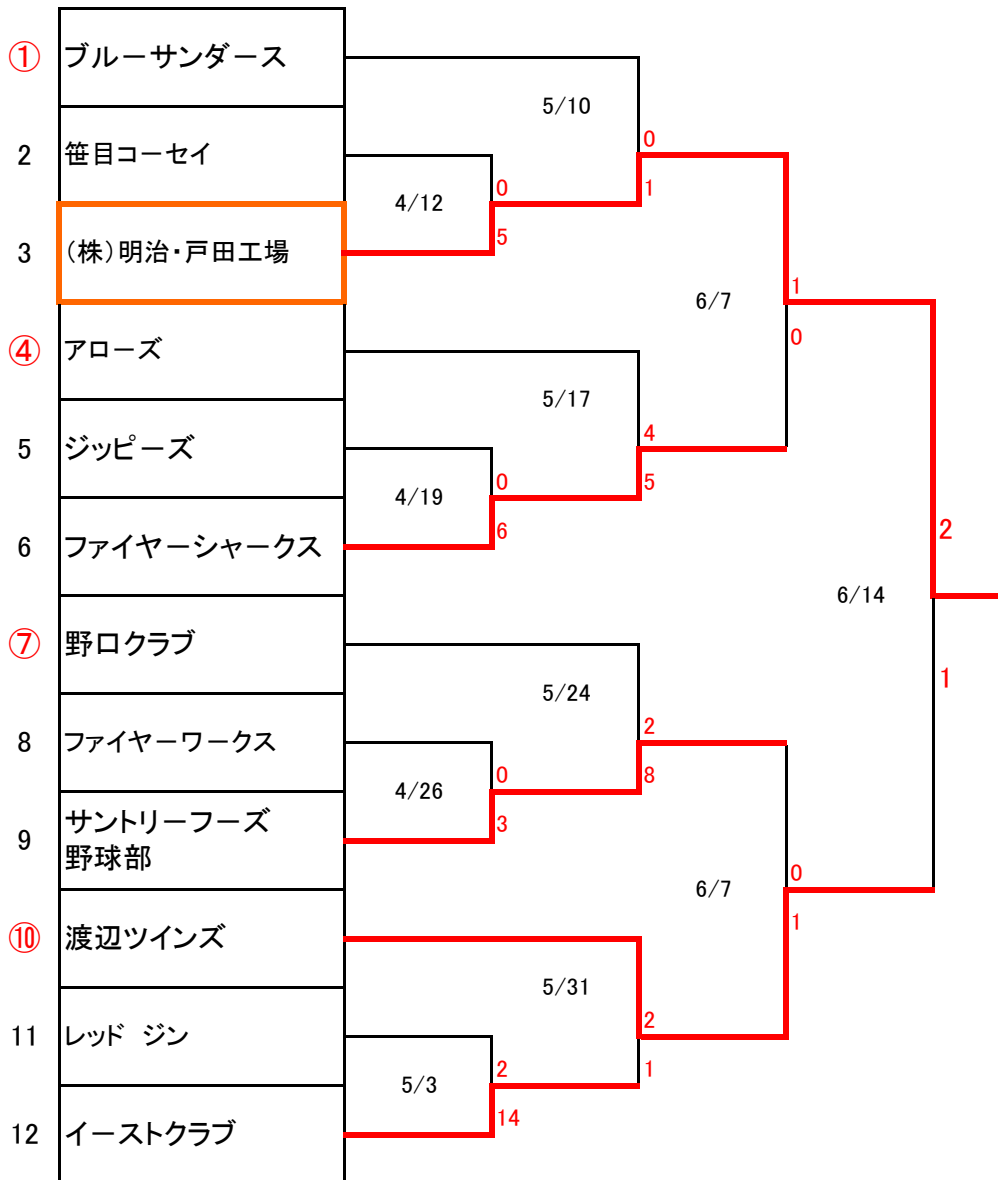 ① ブルーサンダース
2 笹目コーセイ
3 (株)明治・戸田工場
④ アローズ
5 ジッピーズ
6 ファイヤーシャークス
⑦ 野口クラブ
8 ファイヤーワークス
9 サントリーフーズ
野球部
⑩ 渡辺ツインズ
11 レッド ジン
12 イーストクラブ
4/12
0
5
4/19
0
6
4/26
0
3
5/3
2
14
5/10
0
1
5/17
4
5
5/24
2
8
5/31
2
1
6/7
1
0
6/7
0
1
6/14
2
1